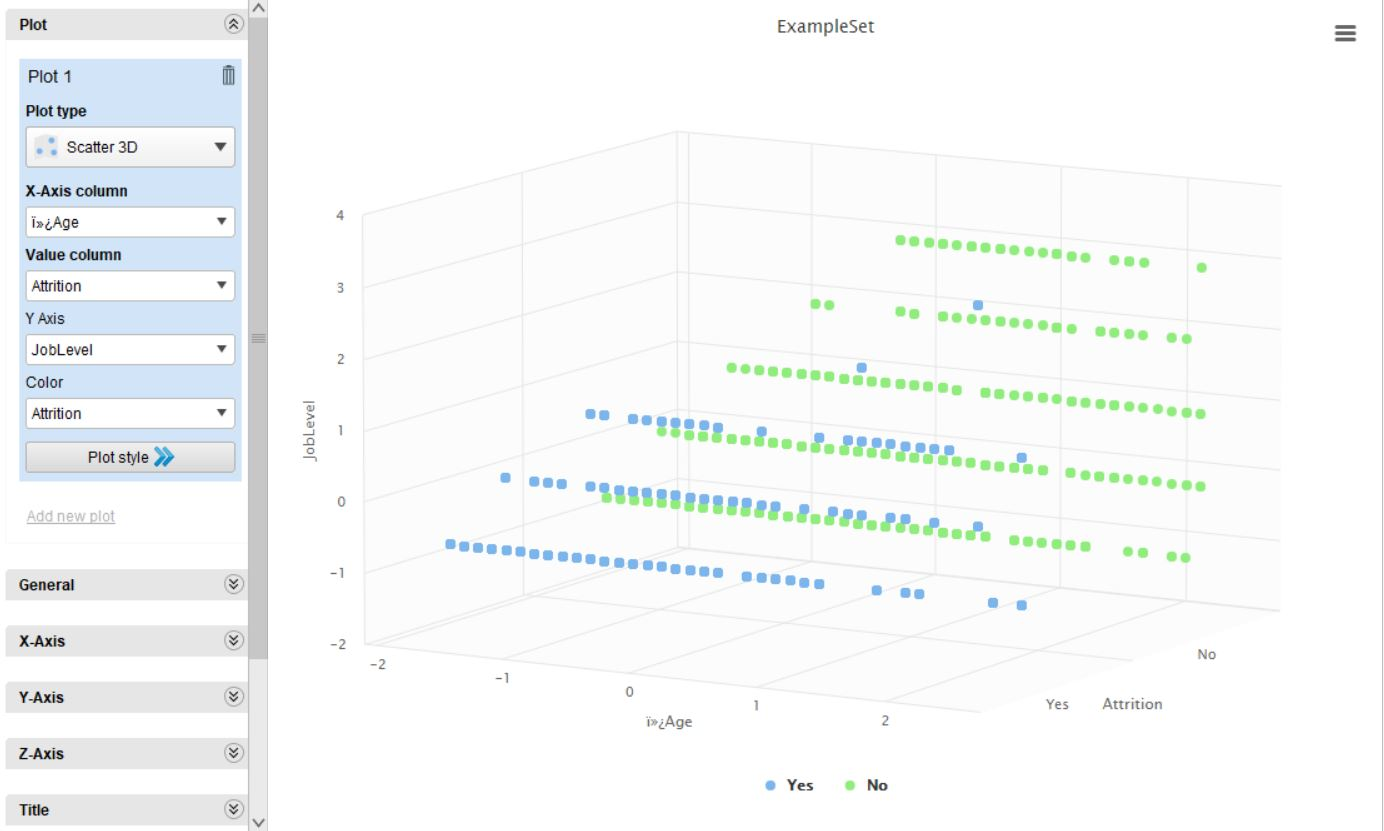 Plot
Plot 1
Plot type
Scatter 3D
X-Axis column
ï»¿Age
Value column
Attrition
Y Axis
JobLevel
Color
Attrition
Plot style
Add new plot
General
X-Axis
Y-Axis
Z-Axis
Title
ExampleSet
4
3
2
1
0
−1
−2
JobLevel
−2
−1
0
1
2
ï»¿Age
Yes
No
Attrition
Yes No